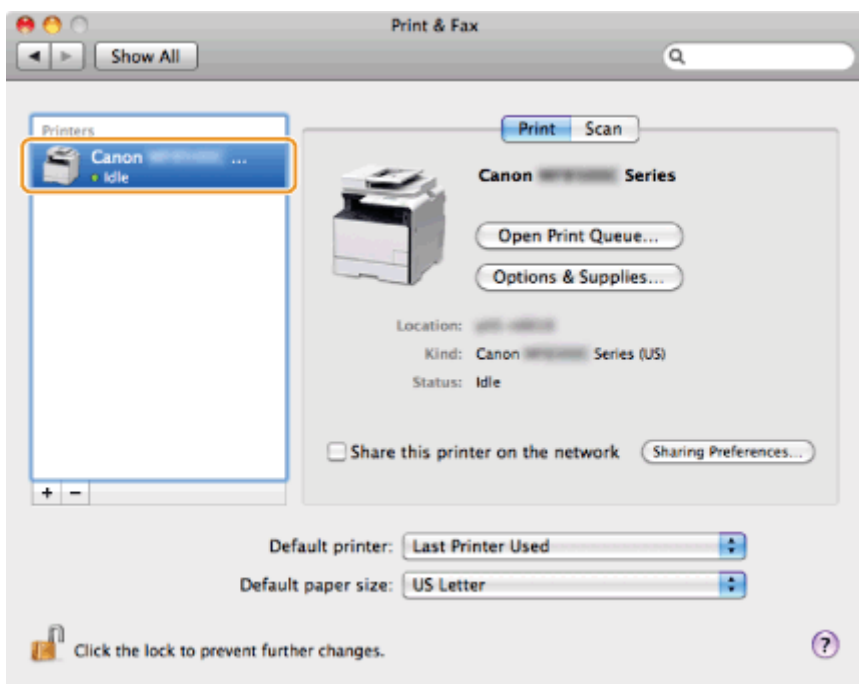 Print & Fax
Show All
Printers
Canon ...
Idle
Print Scan
Canon Series
Open Print Queue...
Options & Supplies...
Location:
Kind: Canon Series (US)
Status: Idle
Share this printer on the network Sharing Preferences...
+ −
Default printer: Last Printer Used
Default paper size: US Letter
Click the lock to prevent further changes. ?